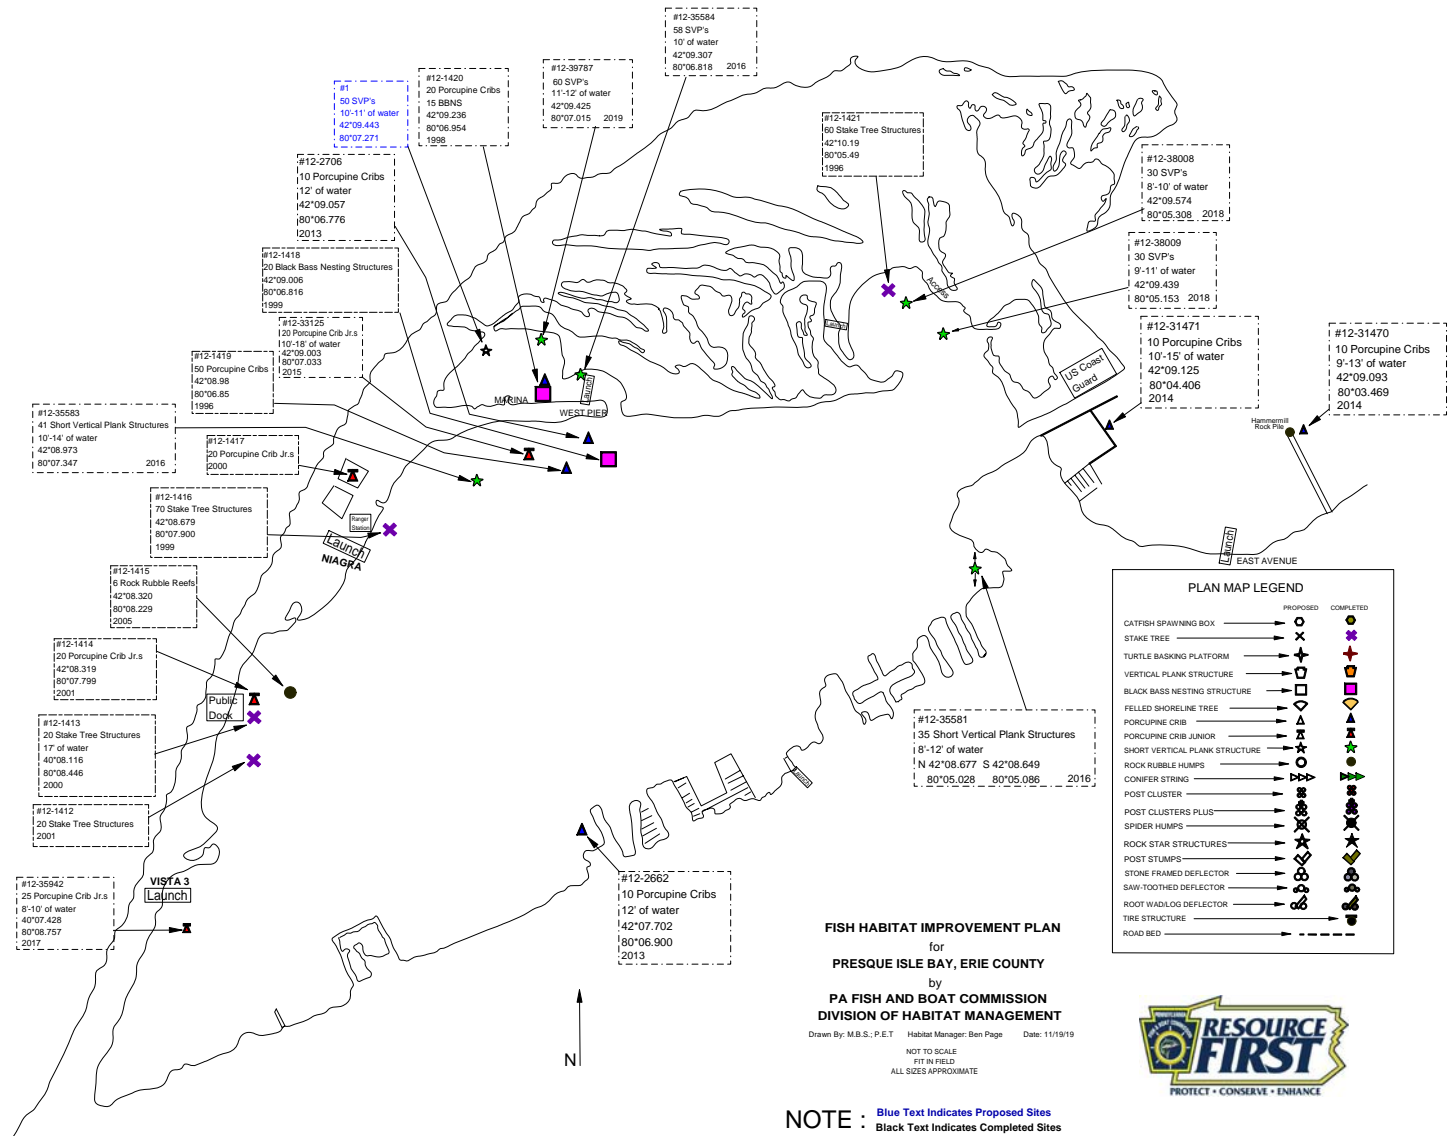 #12-35584
58 SVP's
10' of water
42°09.307
80°06.818 2016
#12-39787
60 SVP's
11'-12' of water
42°09.425
80°07.015 2019
#12-1420
20 Porcupine Cribs
15 BBNS
42°09.236
80°06.954
1998
#1
50 SVP's
10'-11' of water
42°09.443
80°07.271
#12-2706
10 Porcupine Cribs
12' of water
42°09.057
80°06.776
2013
#12-1421
60 Stake Tree Structures
42°10.19
80°05.49
1996
#12-38008
30 SVP's
8'-10' of water
42°09.574
80°05.308 2018
#12-38009
30 SVP's
9'-11' of water
42°09.439
80°05.153 2018
#12-1418
20 Black Bass Nesting Structures
42°09.006
80°06.816
1999
#12-33125
20 Porcupine Crib Jr.s
10'-18' of water
42°09.003
80°07.033
2015
#12-1419
50 Porcupine Cribs
42°08.98
80°06.85
1996
#12-31471
10 Porcupine Cribs
10'-15' of water
42°09.125
80°04.406
2014
#12-31470
10 Porcupine Cribs
9'-13' of water
42°09.093
80°03.469
2014
#12-35583
41 Short Vertical Plank Structures
10'-14' of water
42°08.973
80°07.347 2016
#12-1417
20 Porcupine Crib Jr.s
2000
#12-1416
70 Stake Tree Structures
42°08.679
80°07.900
1999
#12-1415
6 Rock Rubble Reefs
42°08.320
80°08.229
2005
#12-1414
20 Porcupine Crib Jr.s
42°08.319
80°07.799
2001
#12-1413
20 Stake Tree Structures
17' of water
40°08.116
80°08.446
2000
#12-1412
20 Stake Tree Structures
2001
#12-35942
25 Porcupine Crib Jr.s
8'-10' of water
40°07.428
80°08.757
2017
Access
Launch
US Coast
Guard
MARINA
Launch
WEST PIER
Hammermill
Rock Pile
Ranger
Station
Launch
NIAGRA
Launch
EAST AVENUE
Public
Dock
Launch
VISTA 3
Launch
#12-35581
35 Short Vertical Plank Structures
8'-12' of water
N 42°08.677 S 42°08.649
80°05.028 80°05.086 2016
#12-2662
10 Porcupine Cribs
12' of water
42°07.702
80°06.900
2013
N
PLAN MAP LEGEND
PROPOSED COMPLETED
CATFISH SPAWNING BOX
STAKE TREE
TURTLE BASKING PLATFORM
VERTICAL PLANK STRUCTURE
BLACK BASS NESTING STRUCTURE
FELLED SHORELINE TREE
PORCUPINE CRIB
PORCUPINE CRIB JUNIOR
SHORT VERTICAL PLANK STRUCTURE
ROCK RUBBLE HUMPS
CONIFER STRING
POST CLUSTER
POST CLUSTERS PLUS
SPIDER HUMPS
ROCK STAR STRUCTURES
POST STUMPS
STONE FRAMED DEFLECTOR
SAW-TOOTHED DEFLECTOR
ROOT WAD/LOG DEFLECTOR
TIRE STRUCTURE
ROAD BED
FISH HABITAT IMPROVEMENT PLAN
for
PRESQUE ISLE BAY, ERIE COUNTY
by
PA FISH AND BOAT COMMISSION
DIVISION OF HABITAT MANAGEMENT
Drawn By: M.B.S.; P.E.T Habitat Manager: Ben Page Date: 11/19/19
NOT TO SCALE
FIT IN FIELD
ALL SIZES APPROXIMATE
NOTE : Blue Text Indicates Proposed Sites
Black Text Indicates Completed Sites
PENNSYLVANIA
FISH & BOAT COMMISSION
RESOURCE
FIRST
PROTECT • CONSERVE • ENHANCE